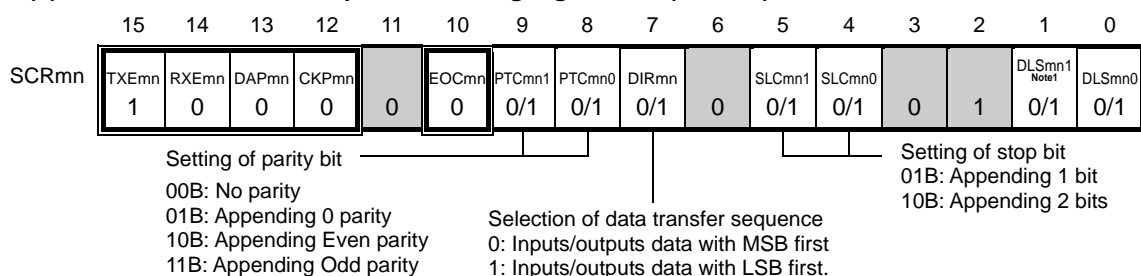 15 14 13 12 11 10 9 8 7 6 5 4 3 2 1 0
SCRmn TXEmn RXEmn DAPmn CKPmn EOCmn PTCmn1 PTCmn0 DIRmn SLCmn1 SLCmn0 DLSmn1 Note1 DLSmn0
1 0 0 0 0 0 0/1 0/1 0/1 0 0/1 0/1 0 1 0/1 0/1
Setting of parity bit
00B: No parity
01B: Appending 0 parity
10B: Appending Even parity
11B: Appending Odd parity
Selection of data transfer sequence
0: Inputs/outputs data with MSB first
1: Inputs/outputs data with LSB first.
Setting of stop bit
01B: Appending 1 bit
10B: Appending 2 bits